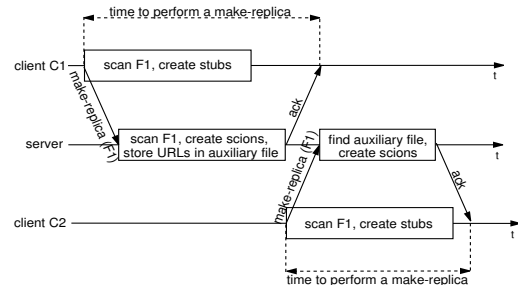 time to perform a make-replica
client C1
scan F1, create stubs
t
make-replica (F1)
ack
server
scan F1, create scions,
store URLs in auxiliary file
make-replica (F1)
find auxiliary file,
create scions
t
ack
client C2
scan F1, create stubs
t
time to perform a make-replica